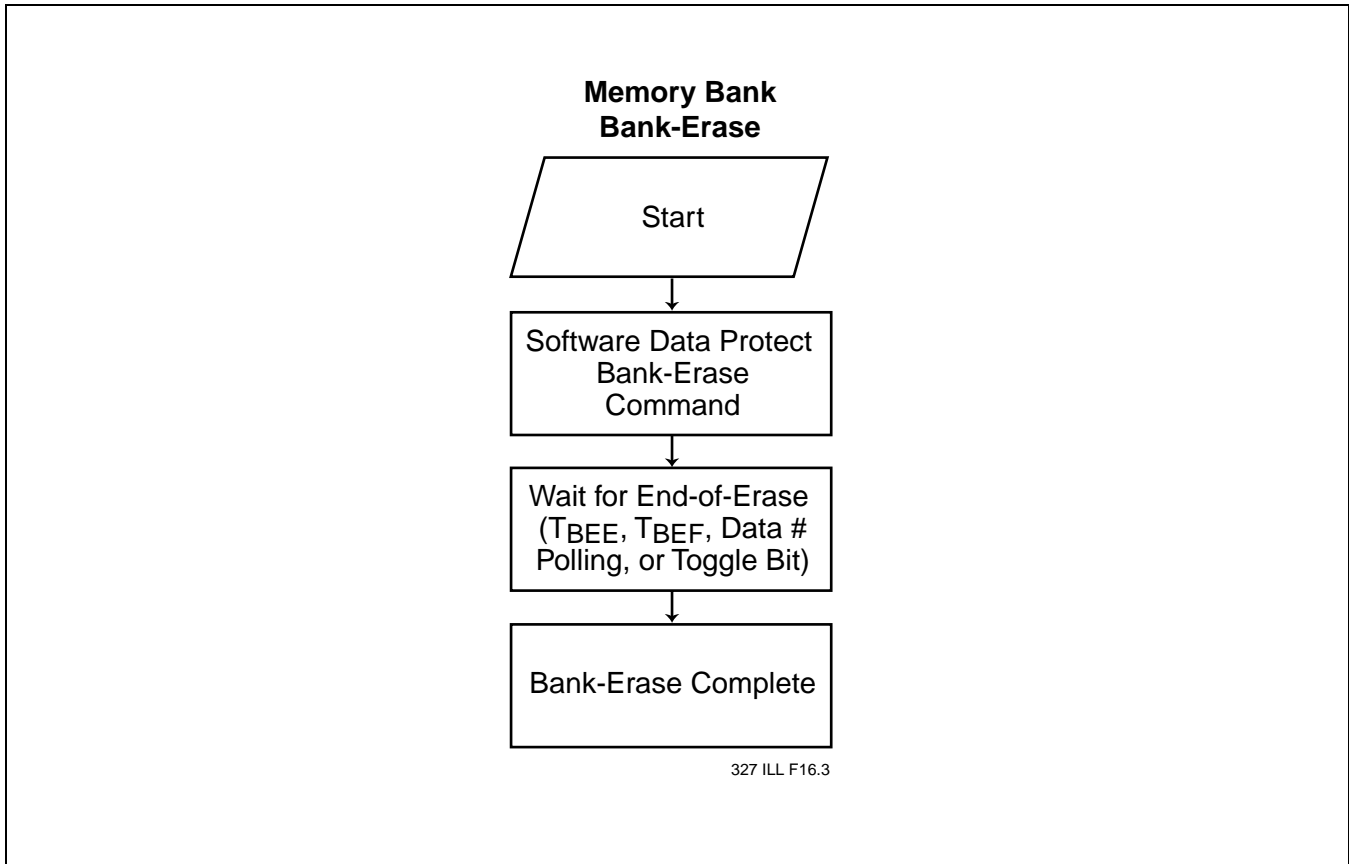 Memory Bank
Bank-Erase
Start
Software Data Protect
Bank-Erase
Command
Wait for End-of-Erase
(TBEE, TBEF, Data #
Polling, or Toggle Bit)
Bank-Erase Complete
327 ILL F16.3